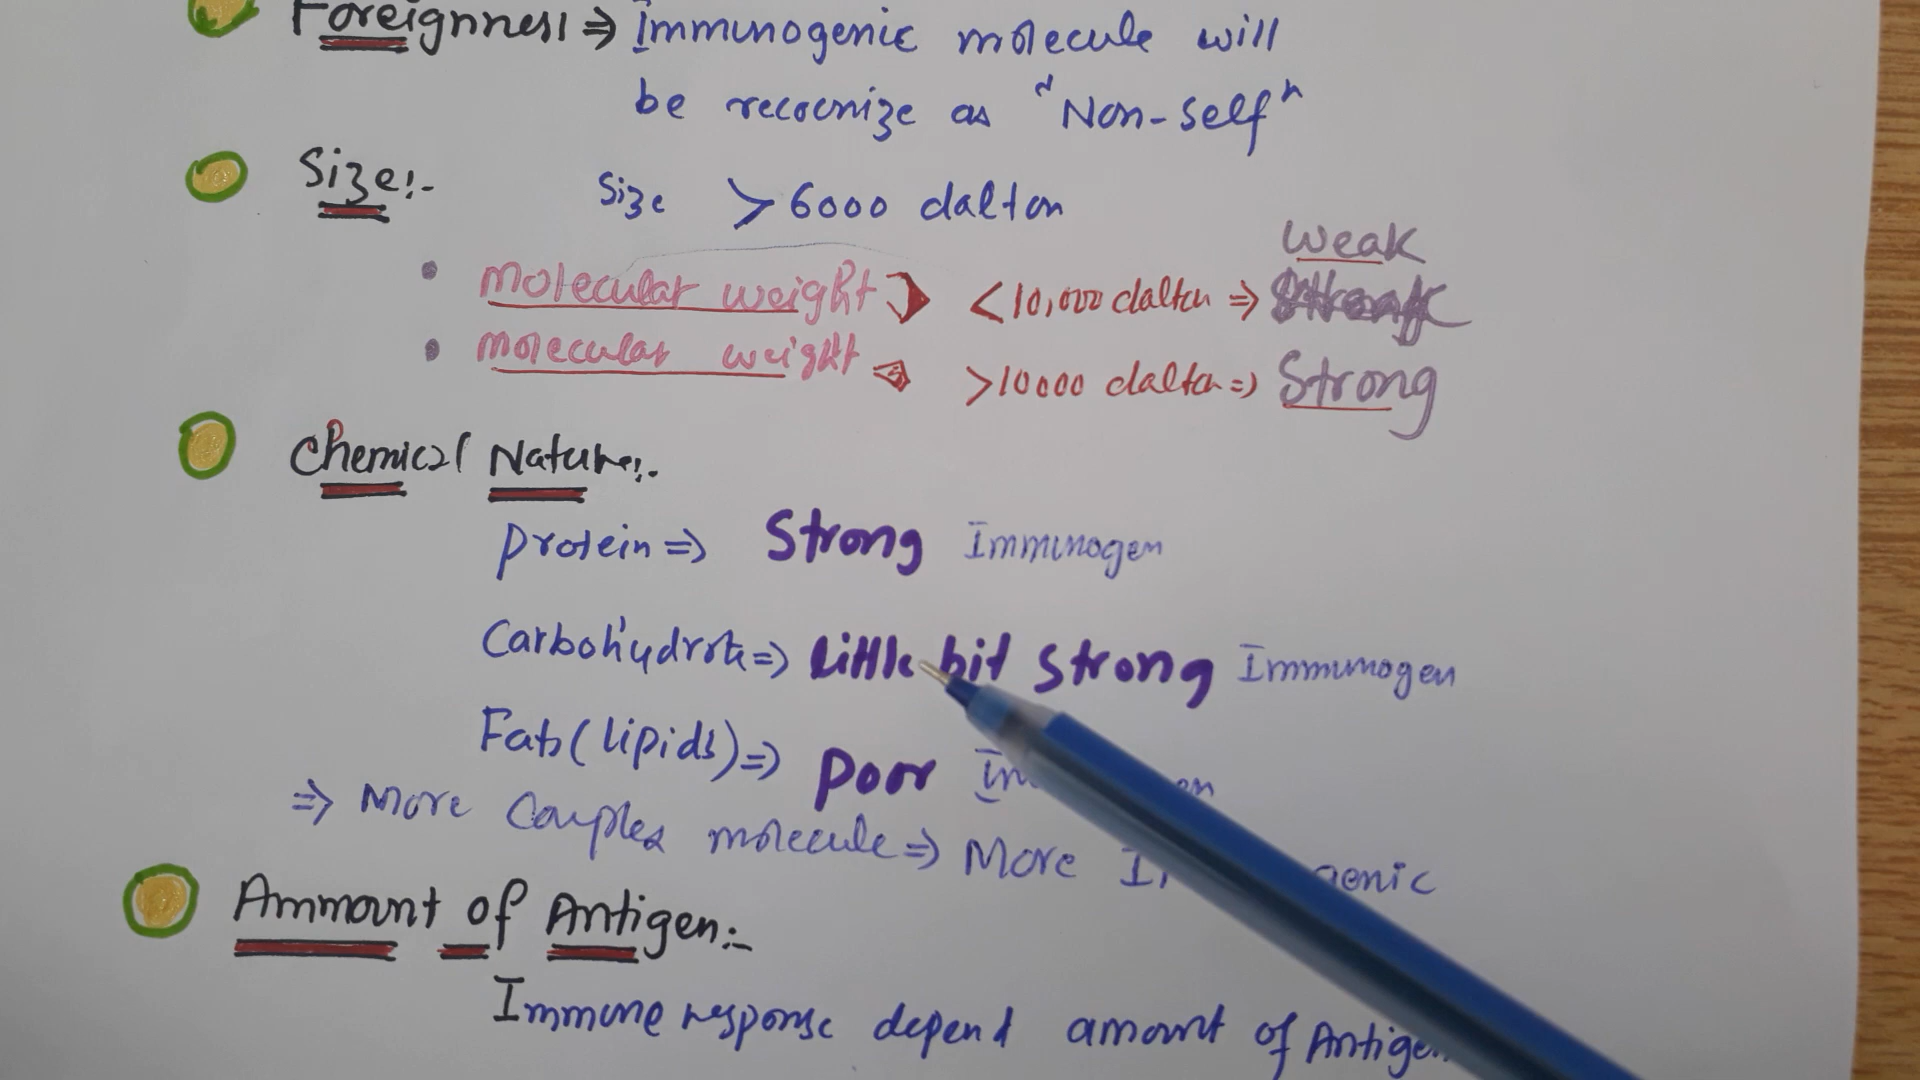 Foreignness ⇒ Immunogenic molecule will
be recocnize as "Non-self"
Size:-
Size > 6000 dalton
molecular weight < 10,000 dalton ⇒ weak
molecular weight > 10000 dalton ⇒ Strong
Chemical Nature:-
protein ⇒ Strong Immunogen
Carbohydrate ⇒ Little bit Strong Immunogen
Fats (lipids) ⇒ Poor
⇒ More Complex molecule ⇒ More
Ammount of Antigen:-
Immune response depend amount of Antigen